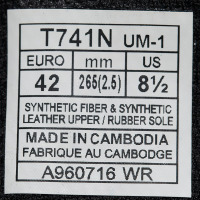 T741N UM-1
EURO mm US
42 265(2.5) 8½
SYNTHETIC FIBER & SYNTHETIC
LEATHER UPPER / RUBBER SOLE
MADE IN CAMBODIA
FABRIQUE AU CAMBODGE
A960716 WR